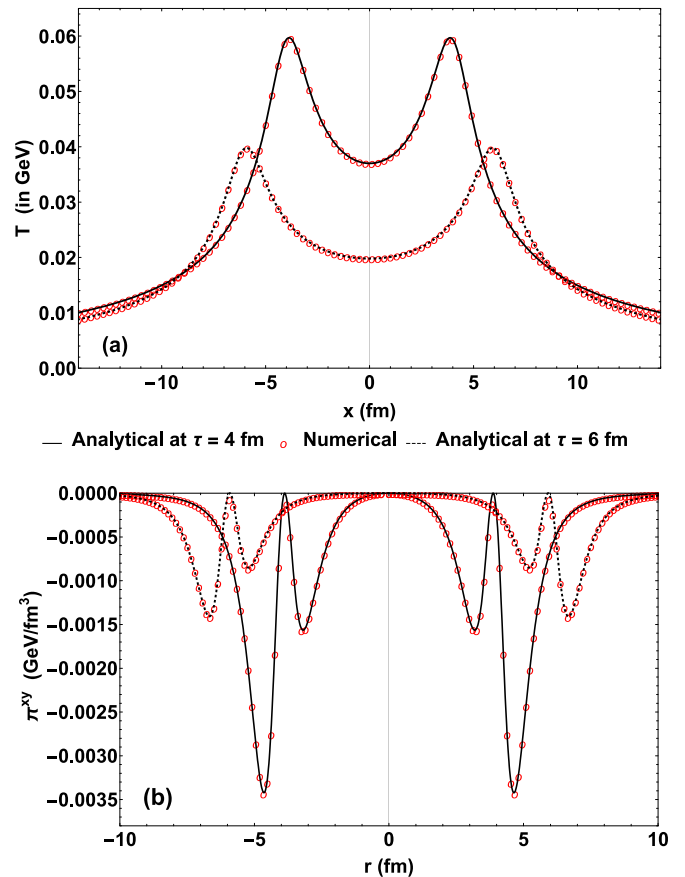 0.06
0.05
0.04
0.03
0.02
0.01
0.00
T (in GeV)
(a)
−10 −5 0 5 10
x (fm)
— Analytical at τ = 4 fm o Numerical ---- Analytical at τ = 6 fm
0.0000
−0.0005
−0.0010
−0.0015
−0.0020
−0.0025
−0.0030
−0.0035
π^xy (GeV/fm³)
(b)
−10 −5 0 5 10
r (fm)